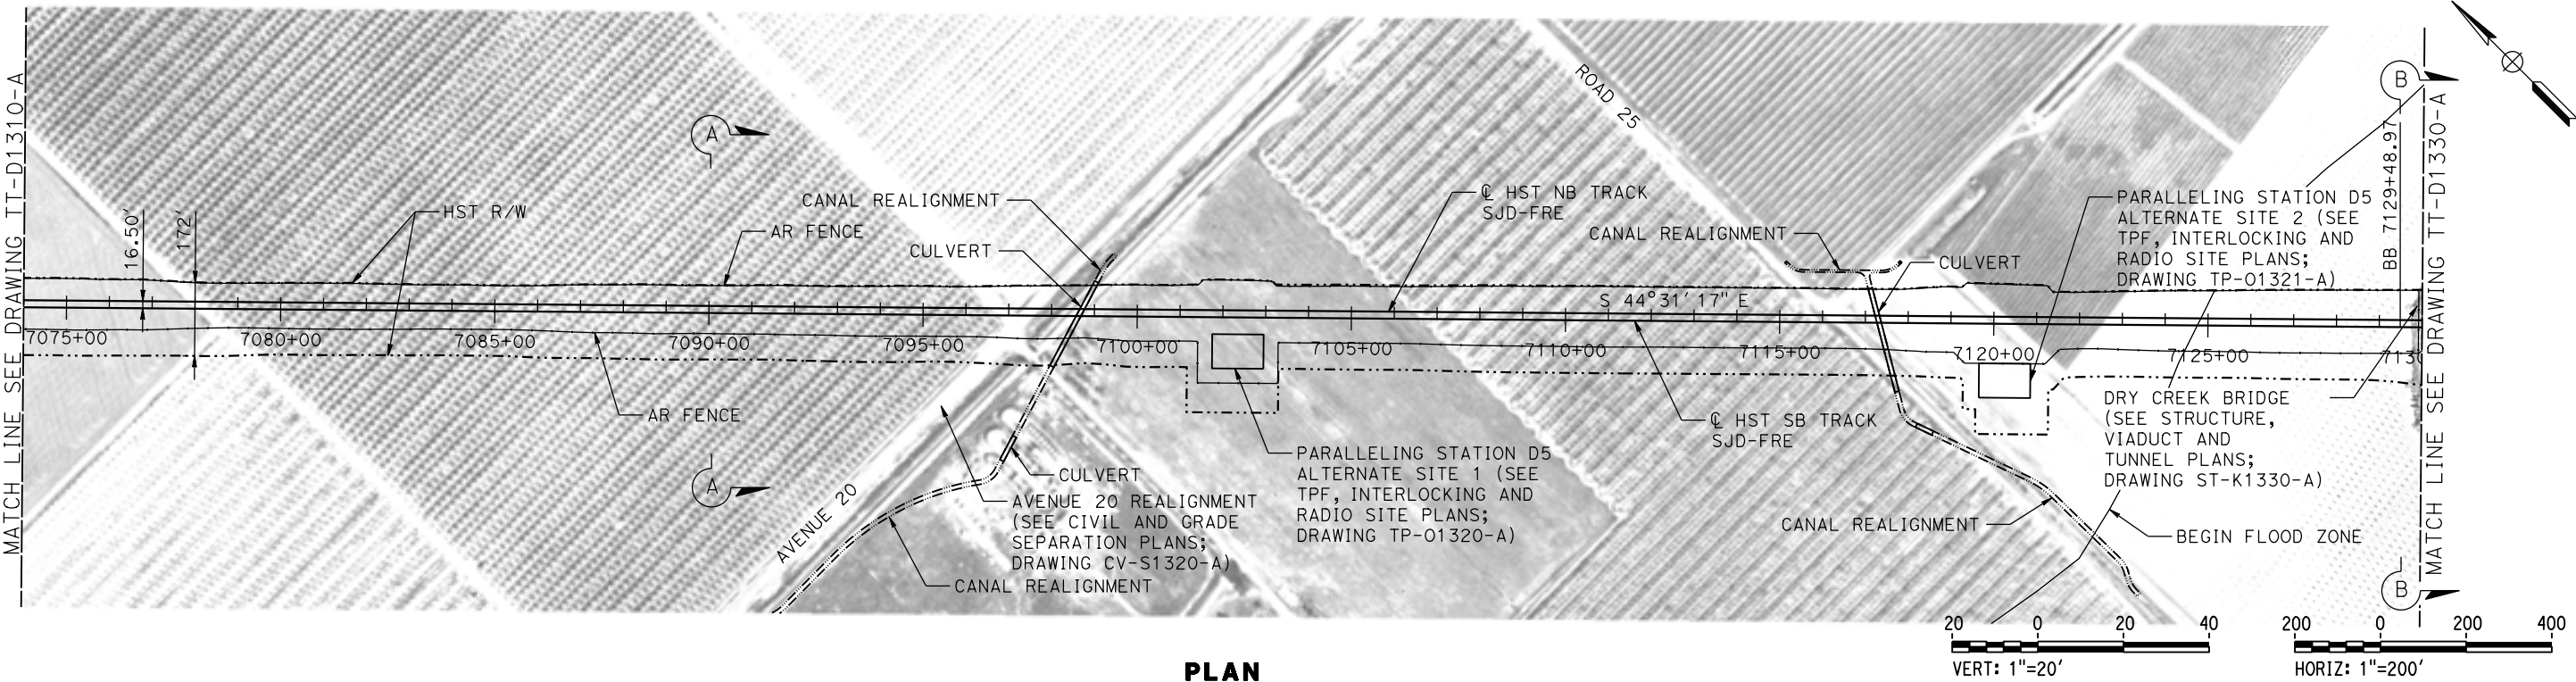 MATCH LINE SEE DRAWING TT-D1310-A
16.50'
172'
HST R/W
A
CANAL REALIGNMENT
AR FENCE
CULVERT
℄ HST NB TRACK
SJD-FRE
ROAD 25
CANAL REALIGNMENT
CULVERT
B
PARALLELING STATION D5
ALTERNATE SITE 2 (SEE
TPF, INTERLOCKING AND
RADIO SITE PLANS;
DRAWING TP-01321-A)
BB 7129+48.97
MATCH LINE SEE DRAWING TT-D1330-A
S 44°31'17" E
7075+00
7080+00
7085+00
7090+00
7095+00
7100+00
7105+00
7110+00
7115+00
7120+00
7125+00
AR FENCE
A
AVENUE 20
CULVERT
AVENUE 20 REALIGNMENT
(SEE CIVIL AND GRADE
SEPARATION PLANS;
DRAWING CV-S1320-A)
CANAL REALIGNMENT
PARALLELING STATION D5
ALTERNATE SITE 1 (SEE
TPF, INTERLOCKING AND
RADIO SITE PLANS;
DRAWING TP-01320-A)
℄ HST SB TRACK
SJD-FRE
CANAL REALIGNMENT
DRY CREEK BRIDGE
(SEE STRUCTURE,
VIADUCT AND
TUNNEL PLANS;
DRAWING ST-K1330-A)
BEGIN FLOOD ZONE
B
20 0 20 40
VERT: 1"=20'
200 0 200 400
HORIZ: 1"=200'
PLAN